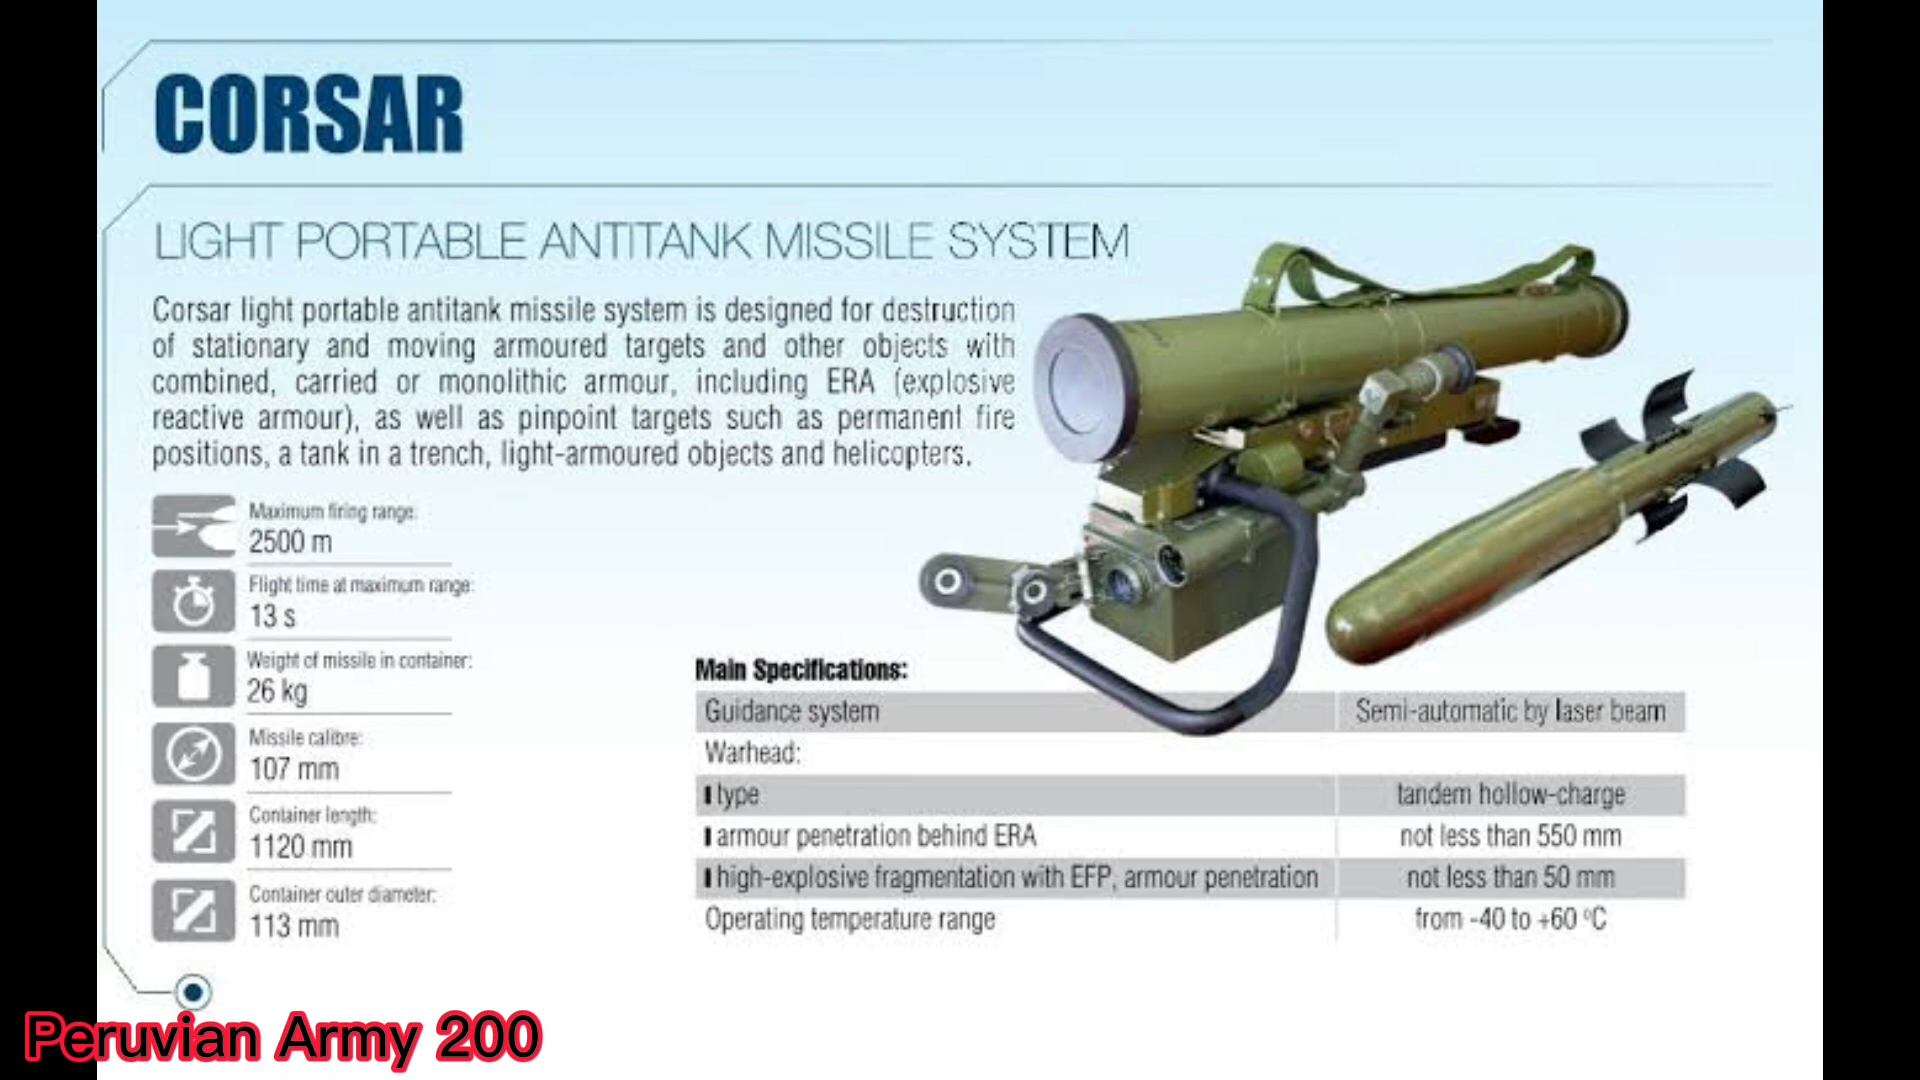 CORSAR
LIGHT PORTABLE ANTITANK MISSILE SYSTEM
Corsar light portable antitank missile system is designed for destruction
of stationary and moving armoured targets and other objects with
combined, carried or monolithic armour, including ERA (explosive
reactive armour), as well as pinpoint targets such as permanent fire
positions, a tank in a trench, light-armoured objects and helicopters.
Maximum firing range:
2500 m
Flight time at maximum range:
13 s
Weight of missile in container:
26 kg
Missile calibre:
107 mm
Container length:
1120 mm
Container outer diameter:
113 mm
Main Specifications:
Guidance system Semi-automatic by laser beam
Warhead:
type tandem hollow-charge
armour penetration behind ERA not less than 550 mm
high-explosive fragmentation with EFP, armour penetration not less than 50 mm
Operating temperature range from -40 to +60 ºC
Peruvian Army 200